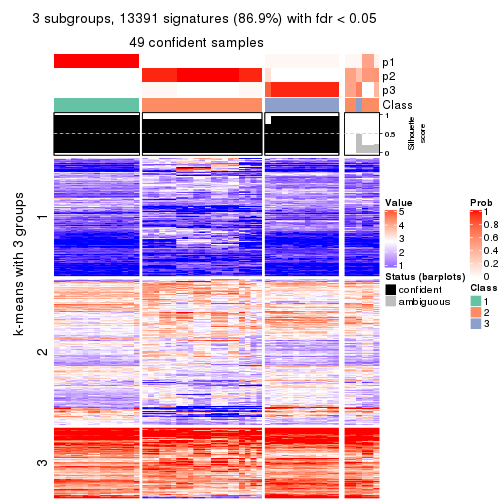 3 subgroups, 13391 signatures (86.9%) with fdr < 0.05
49 confident samples
p1
p2
p3
Class
1
0.5
0
Silhouette
score
k-means with 3 groups
1
2
3
Value
5
4
3
2
1
Status (barplots)
confident
ambiguous
Prob
1
0.8
0.6
0.4
0.2
0
Class
1
2
3